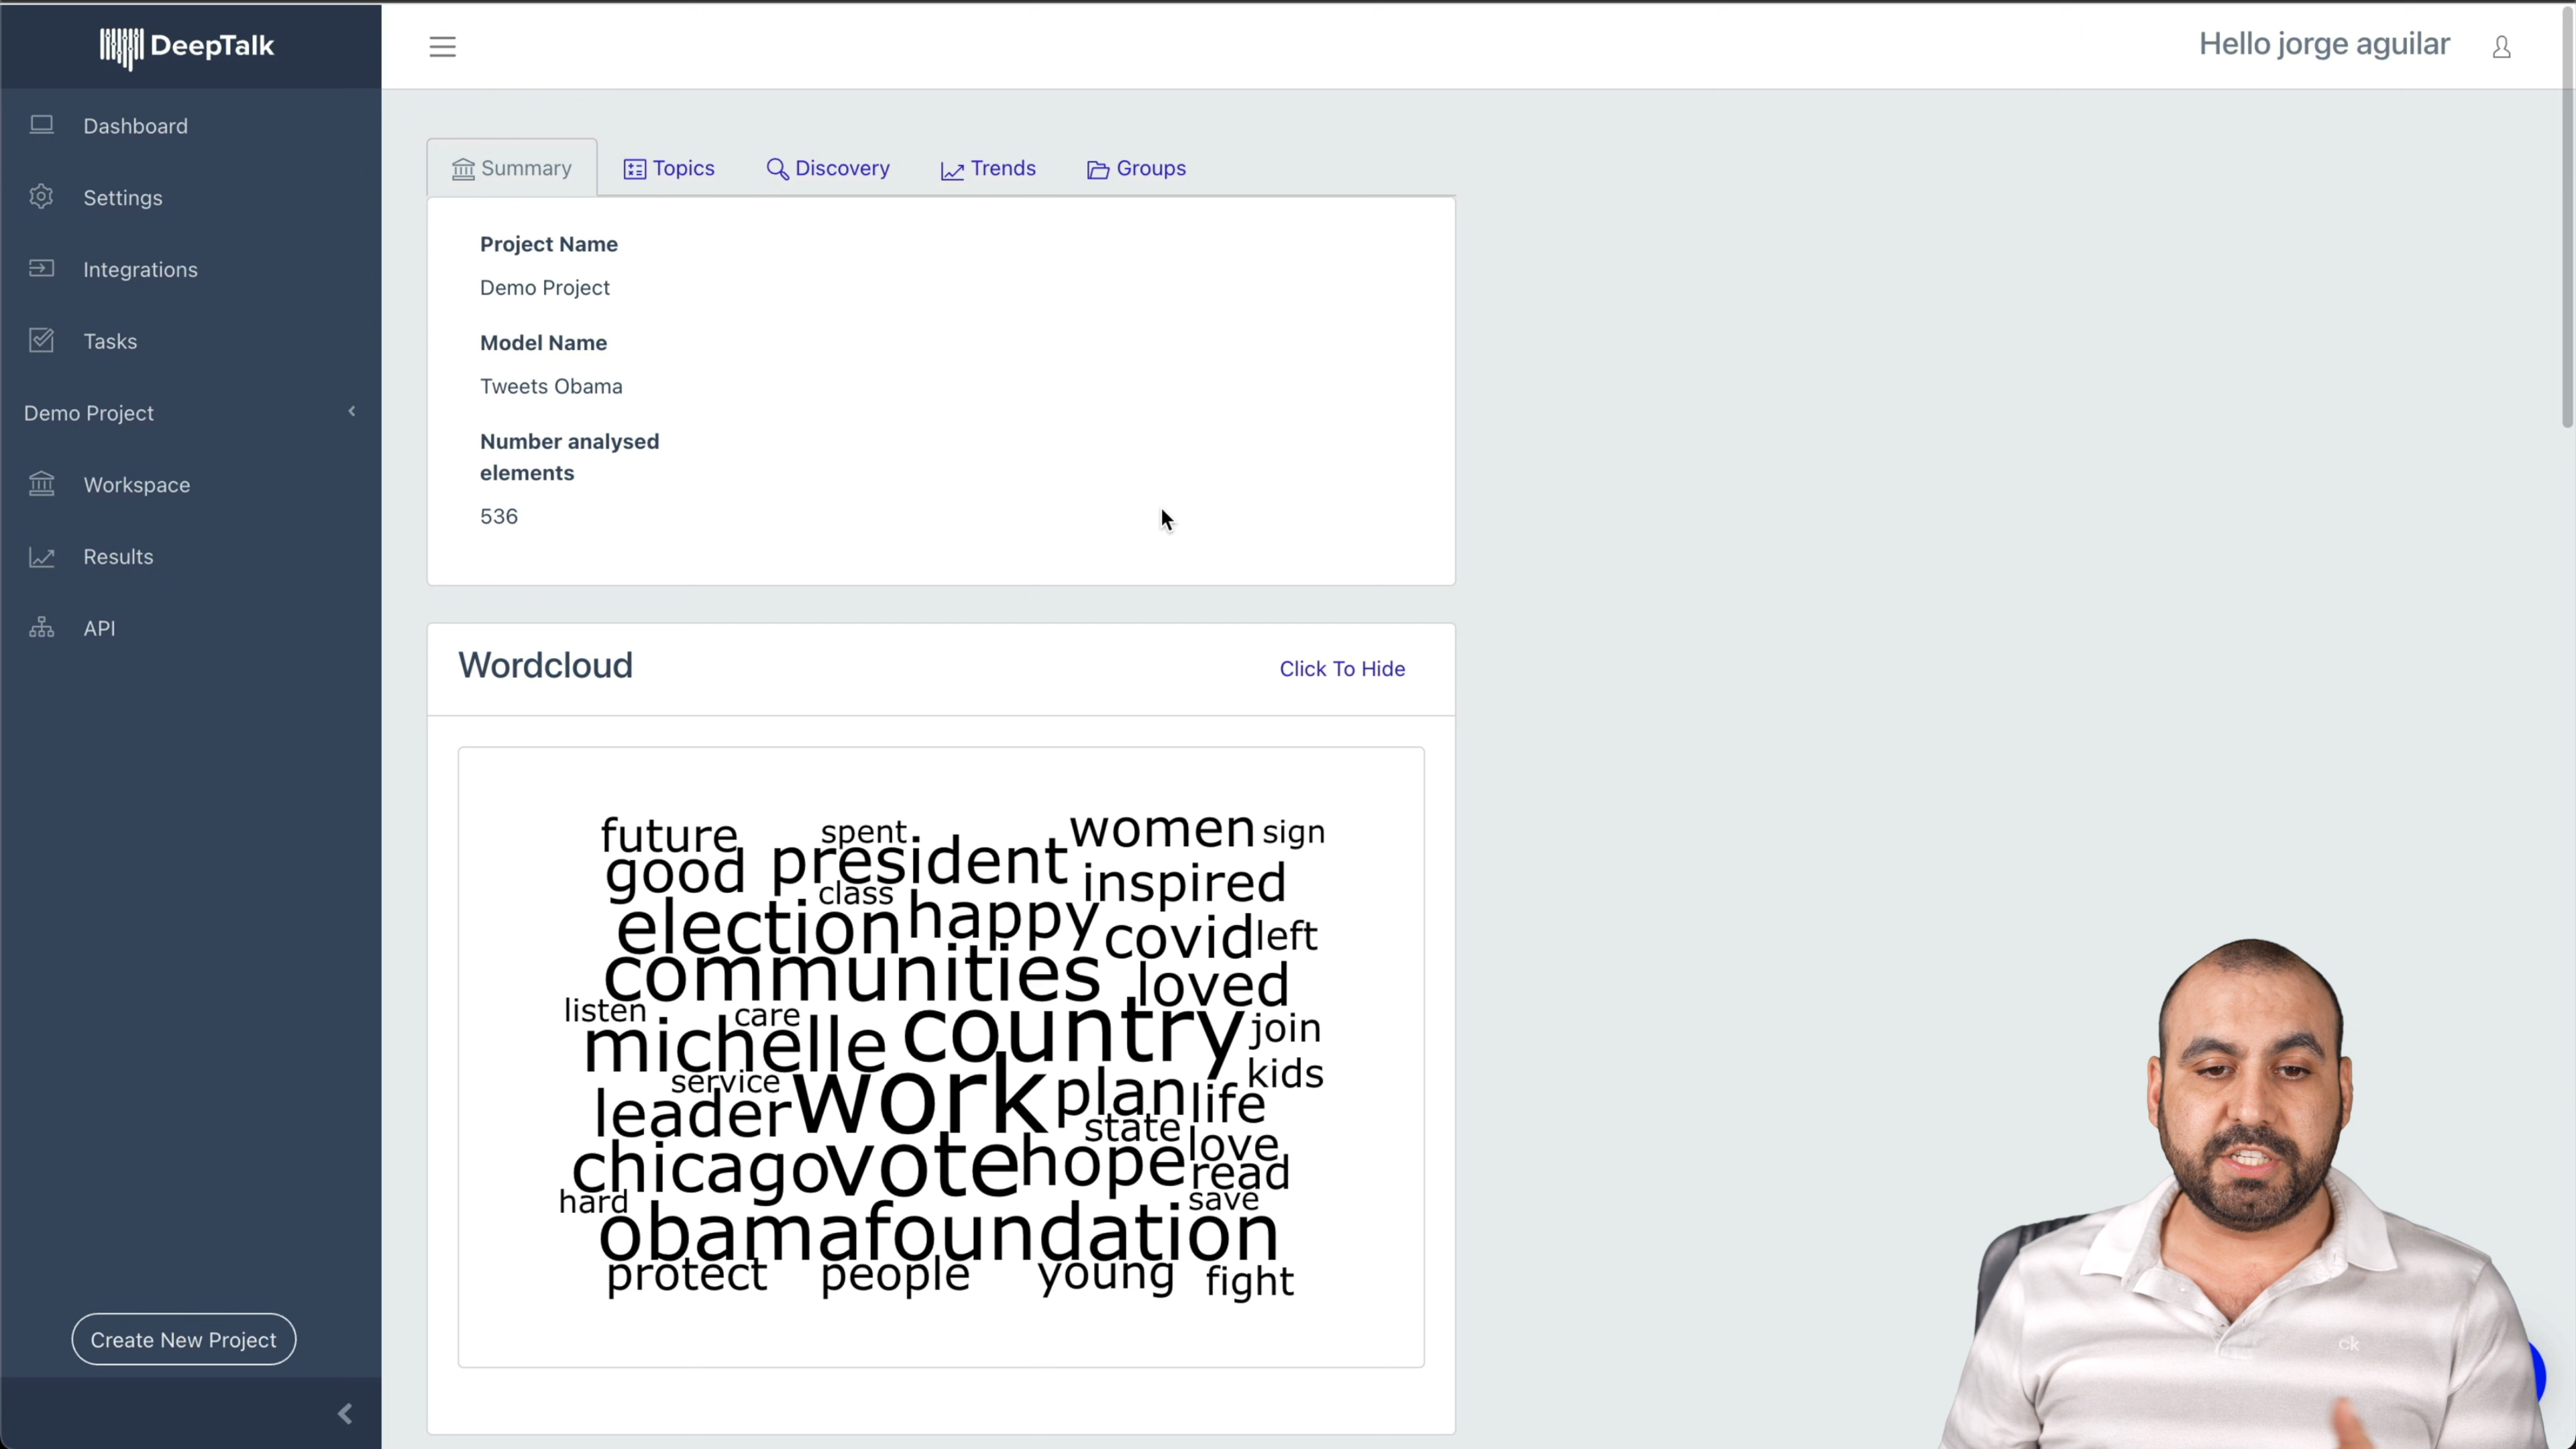 DeepTalk
Hello jorge aguilar
Dashboard
Settings
Integrations
Tasks
Demo Project
Workspace
Results
API
Create New Project
Summary
Topics
Discovery
Trends
Groups
Project Name
Demo Project
Model Name
Tweets Obama
Number analysed
elements
536
Wordcloud
Click To Hide
future
spent
women
sign
good
president
inspired
class
election
happy
covid
left
communities
loved
listen
care
michelle
country
join
service
work
plan
life
kids
leader
state
love
chicago
vote
hope
read
hard
save
obamafoundation
protect
people
young
fight
ck